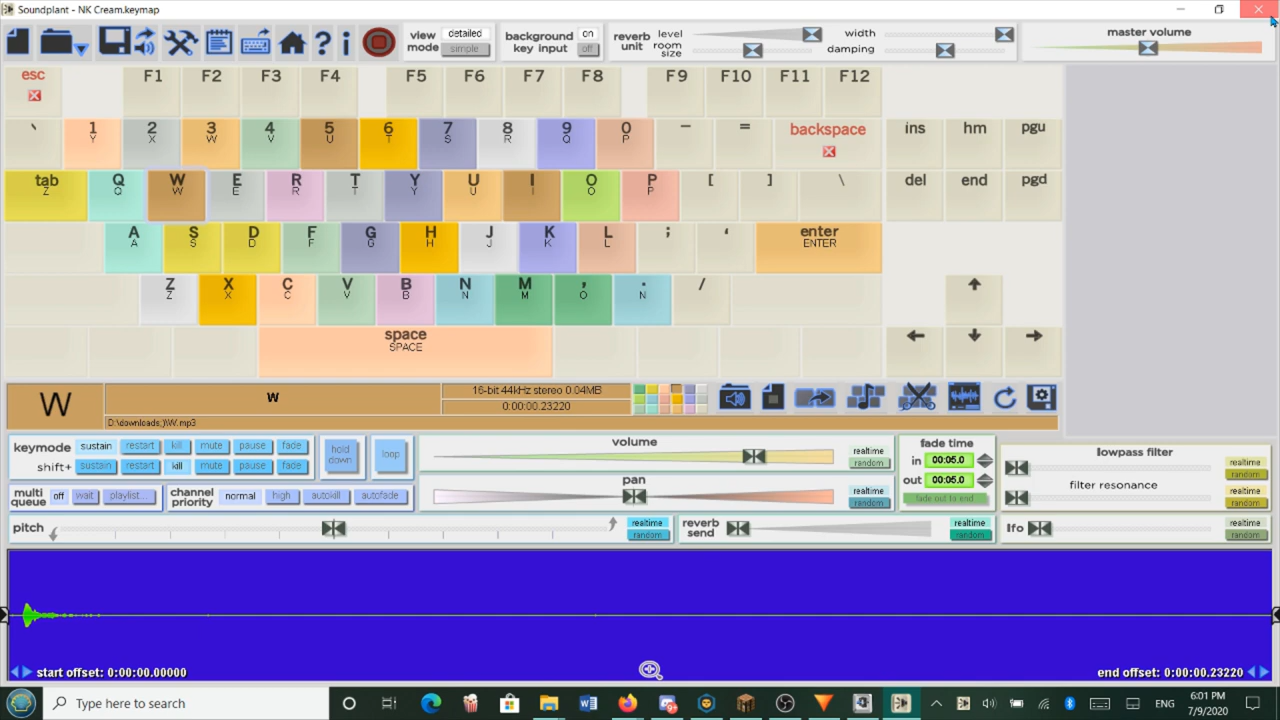 Soundplant - NK Cream.keymap
view mode detailed simple
background key input on off
reverb unit level room size width damping
master volume
esc F1 F2 F3 F4 F5 F6 F7 F8 F9 F10 F11 F12
` 1 2 3 4 5 6 7 8 9 0 - = backspace ins hm pgu
Y X W V U T S R Q P
tab Q W E R T Y U I O P [ ] \ del end pgd
Z Q W E R T Y U I O P
A S D F G H J K L ; ' enter
A S D F G H J K L ENTER
Z X C V B N M , . /
Z X C V B N M O N
space
SPACE
W W 16-bit 44kHz stereo 0.04MB
0:00:00.23220
D:\downloads;)\W.mp3
keymode sustain restart kill mute pause fade
shift+ sustain restart kill mute pause fade
hold down
loop
multi queue off wait playlist...
channel priority normal high autokill autofade
volume realtime random
pan realtime random
fade time
in 00:05.0
out 00:05.0
fade out to end
lowpass filter realtime random
filter resonance realtime random
pitch realtime random
reverb send realtime random
lfo realtime random
start offset: 0:00:00.00000
end offset: 0:00:00.23220
Type here to search
ENG
6:01 PM
7/9/2020